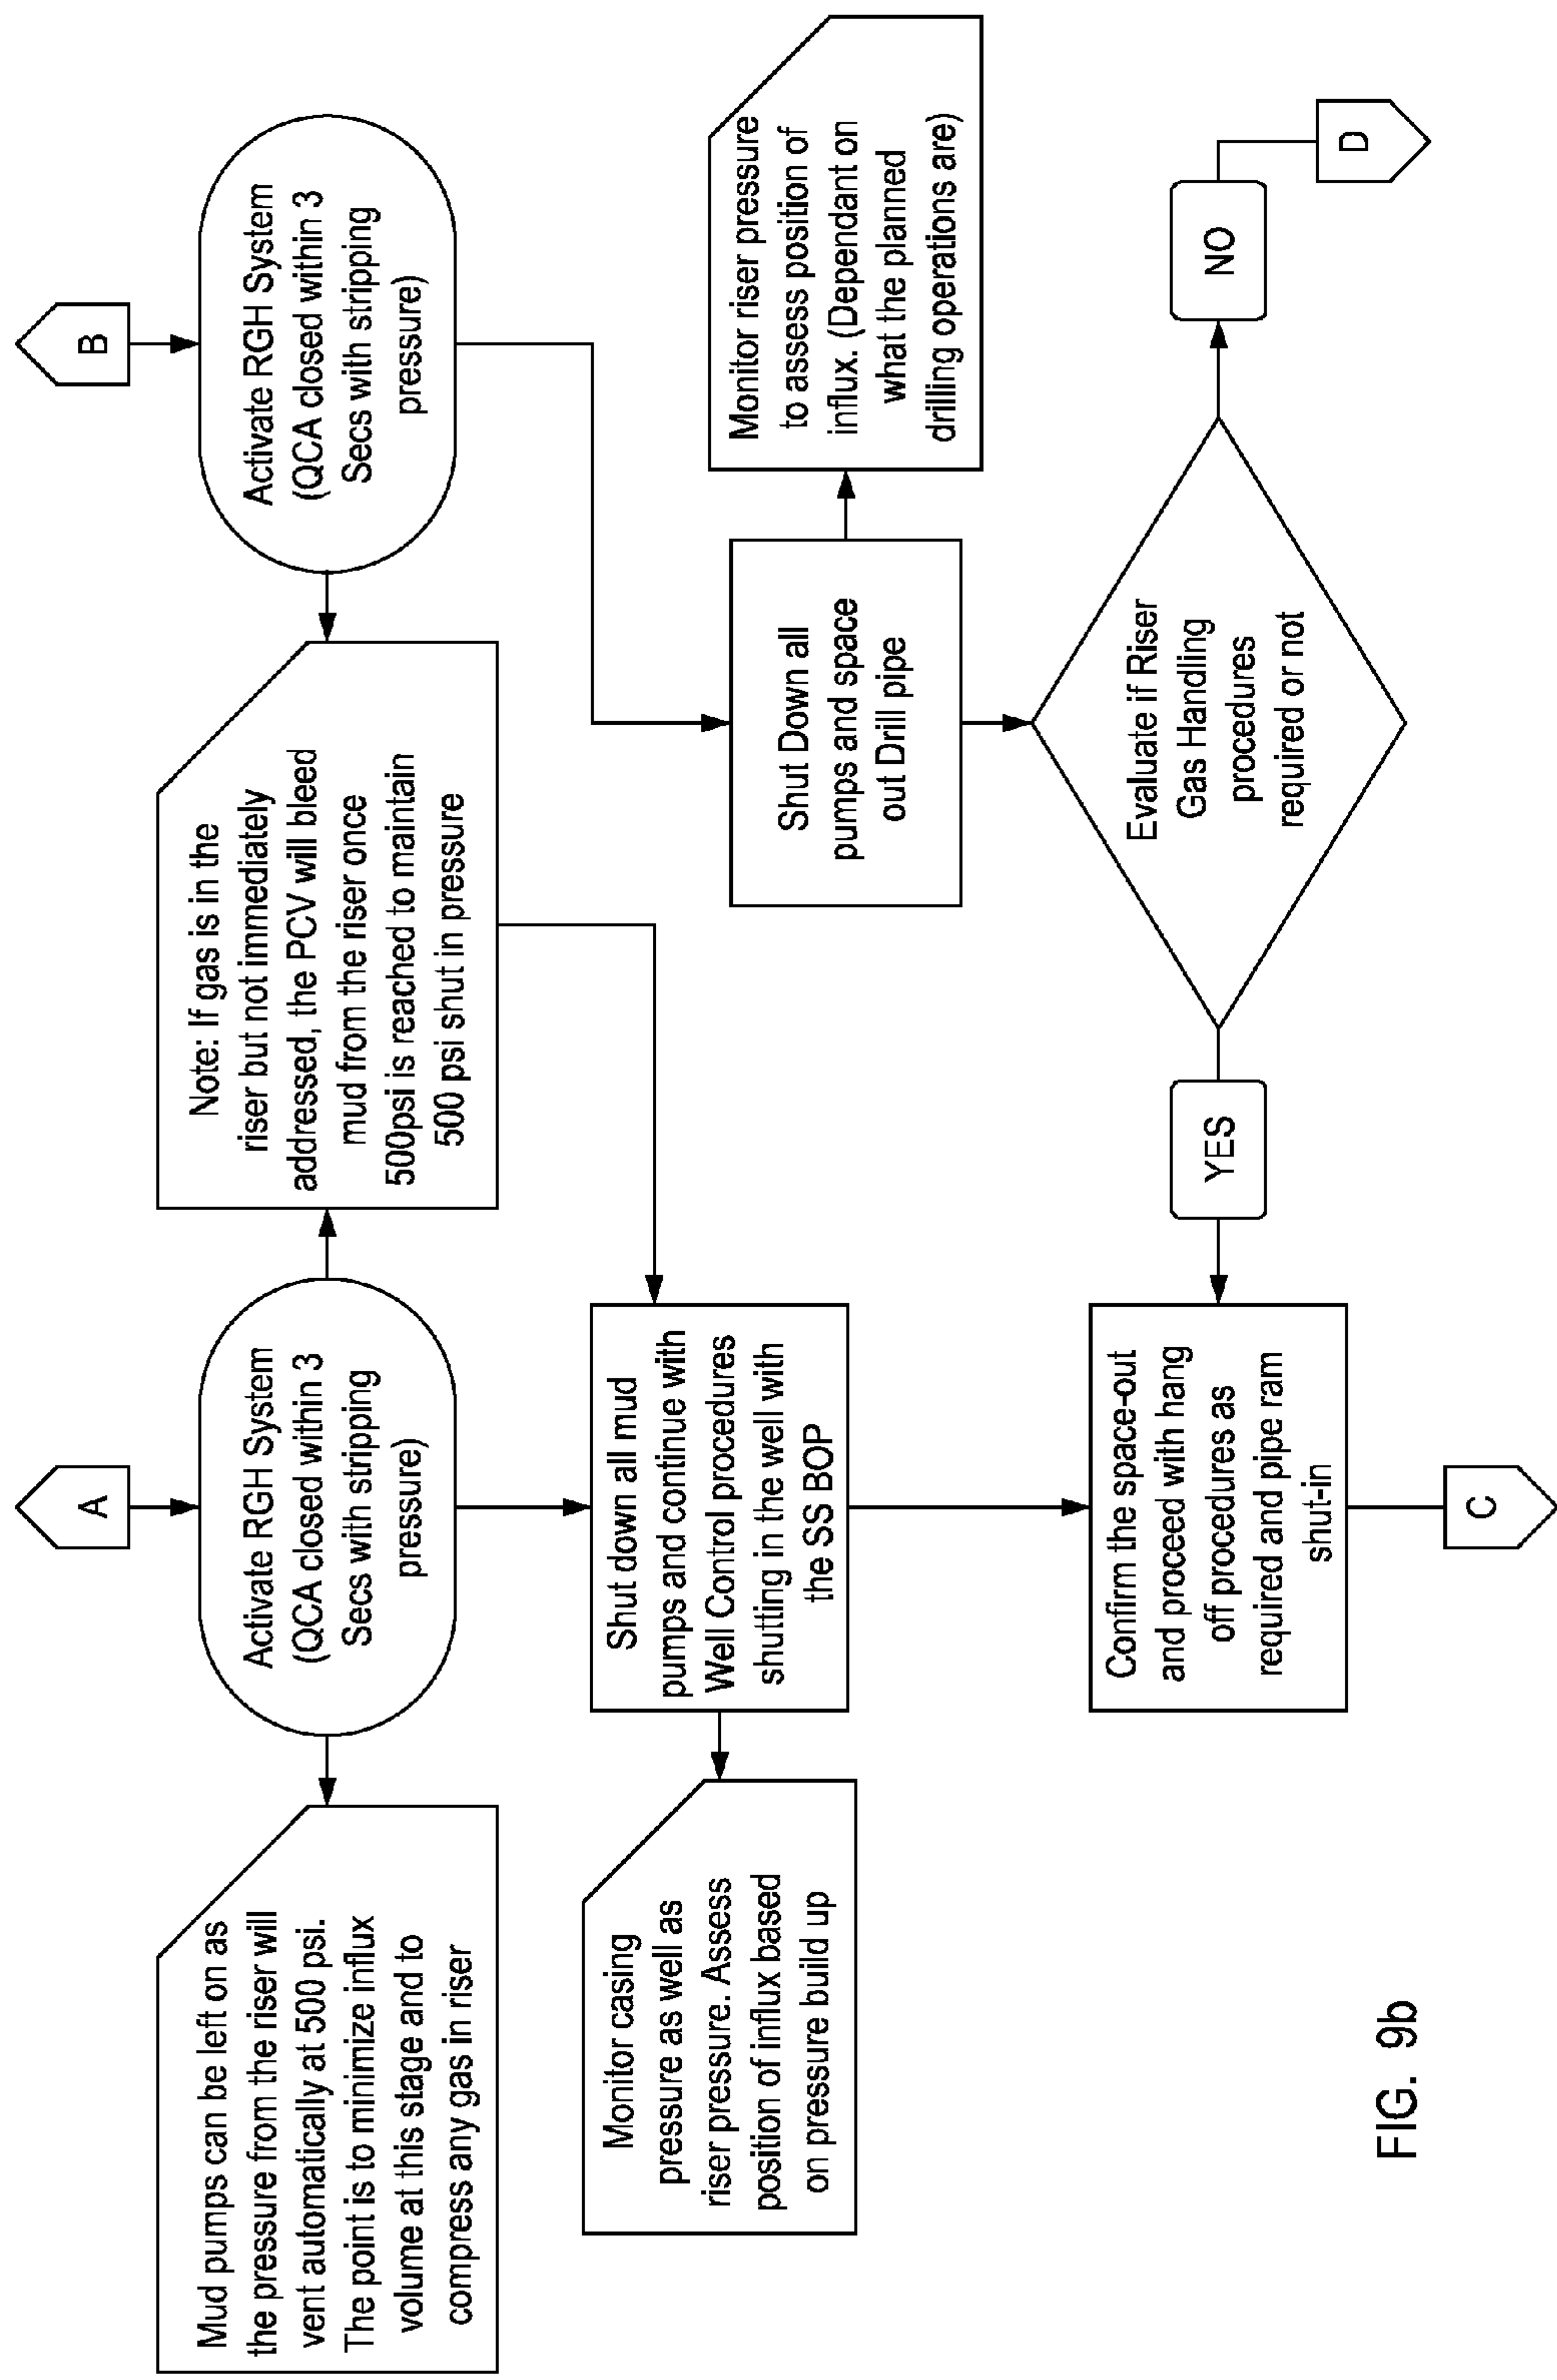 A
B
Mud pumps can be left on as
the pressure from the riser will
vent automatically at 500 psi.
The point is to minimize influx
volume at this stage and to
compress any gas in riser
Activate RGH System
(QCA closed within 3
Secs with stripping
pressure)
Note: If gas is in the
riser but not immediately
addressed, the PCV will bleed
mud from the riser once
500psi is reached to maintain
500 psi shut in pressure
Activate RGH System
(QCA closed within 3
Secs with stripping
pressure)
Monitor casing
pressure as well as
riser pressure. Assess
position of influx based
on pressure build up
Shut down all mud
pumps and continue with
Well Control procedures
shutting in the well with
the SS BOP
Shut Down all
pumps and space
out Drill pipe
Monitor riser pressure
to assess position of
influx. (Dependant on
what the planned
drilling operations are)
Confirm the space-out
and proceed with hang
off procedures as
required and pipe ram
shut-in
YES
Evaluate if Riser
Gas Handling
procedures
required or not
NO
C
D
FIG. 9b